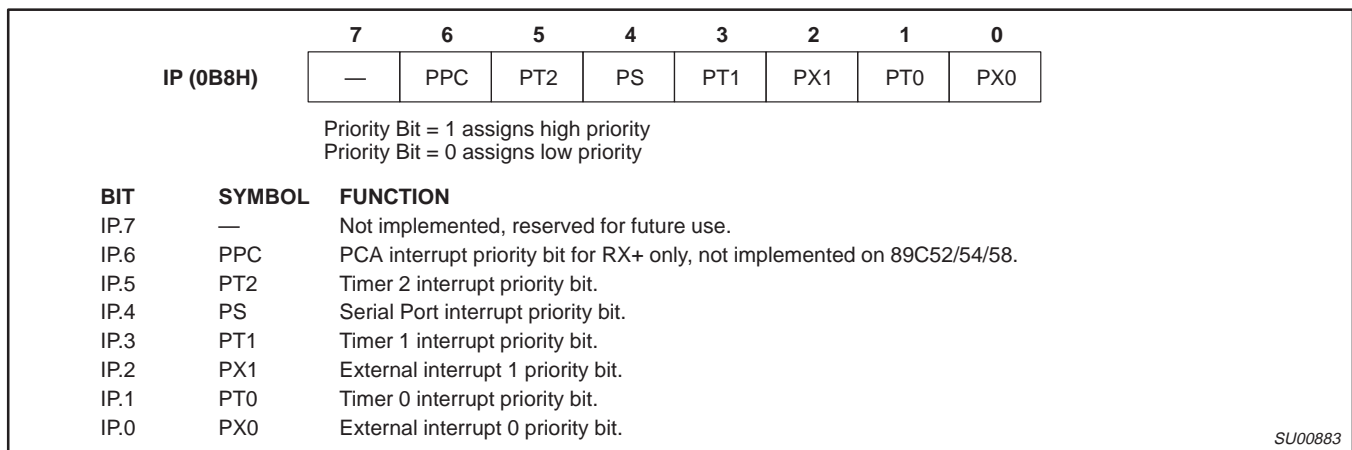 7 6 5 4 3 2 1 0
IP (0B8H) — PPC PT2 PS PT1 PX1 PT0 PX0
Priority Bit = 1 assigns high priority
Priority Bit = 0 assigns low priority
BIT SYMBOL FUNCTION
IP.7 — Not implemented, reserved for future use.
IP.6 PPC PCA interrupt priority bit for RX+ only, not implemented on 89C52/54/58.
IP.5 PT2 Timer 2 interrupt priority bit.
IP.4 PS Serial Port interrupt priority bit.
IP.3 PT1 Timer 1 interrupt priority bit.
IP.2 PX1 External interrupt 1 priority bit.
IP.1 PT0 Timer 0 interrupt priority bit.
IP.0 PX0 External interrupt 0 priority bit.
SU00883